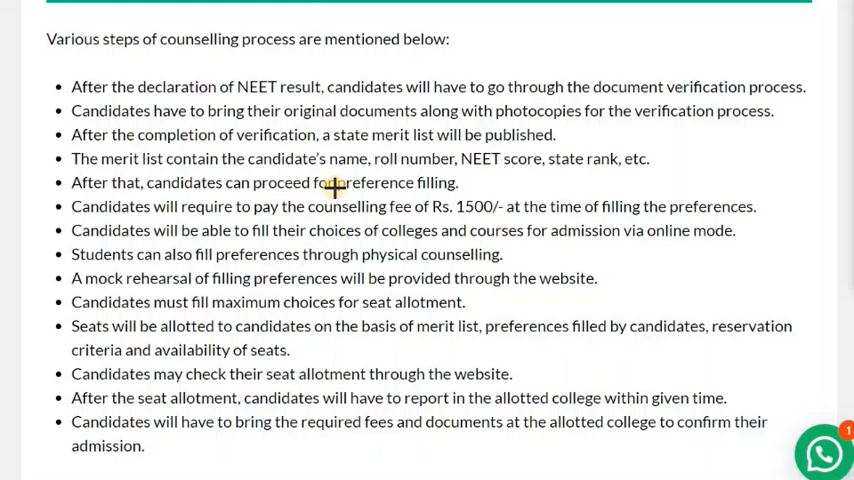 Various steps of counselling process are mentioned below:
• After the declaration of NEET result, candidates will have to go through the document verification process.
• Candidates have to bring their original documents along with photocopies for the verification process.
• After the completion of verification, a state merit list will be published.
• The merit list contain the candidate's name, roll number, NEET score, state rank, etc.
• After that, candidates can proceed for preference filling.
• Candidates will require to pay the counselling fee of Rs. 1500/- at the time of filling the preferences.
• Candidates will be able to fill their choices of colleges and courses for admission via online mode.
• Students can also fill preferences through physical counselling.
• A mock rehearsal of filling preferences will be provided through the website.
• Candidates must fill maximum choices for seat allotment.
• Seats will be allotted to candidates on the basis of merit list, preferences filled by candidates, reservation
criteria and availability of seats.
• Candidates may check their seat allotment through the website.
• After the seat allotment, candidates will have to report in the allotted college within given time.
• Candidates will have to bring the required fees and documents at the allotted college to confirm their
admission.
1